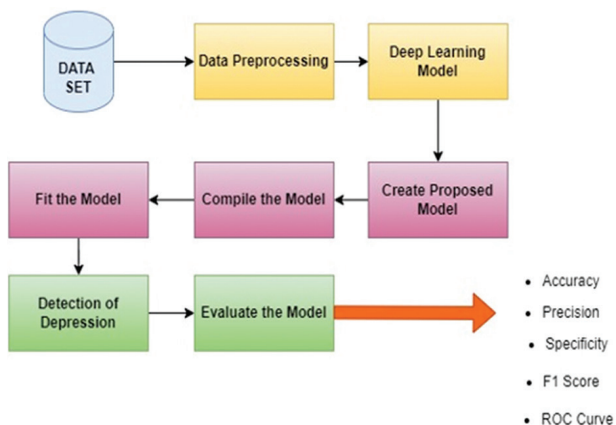 DATA
SET
Data Preprocessing
Deep Learning
Model
Create Proposed
Model
Compile the Model
Fit the Model
Detection of
Depression
Evaluate the Model
• Accuracy
• Precision
• Specificity
• F1 Score
• ROC Curve